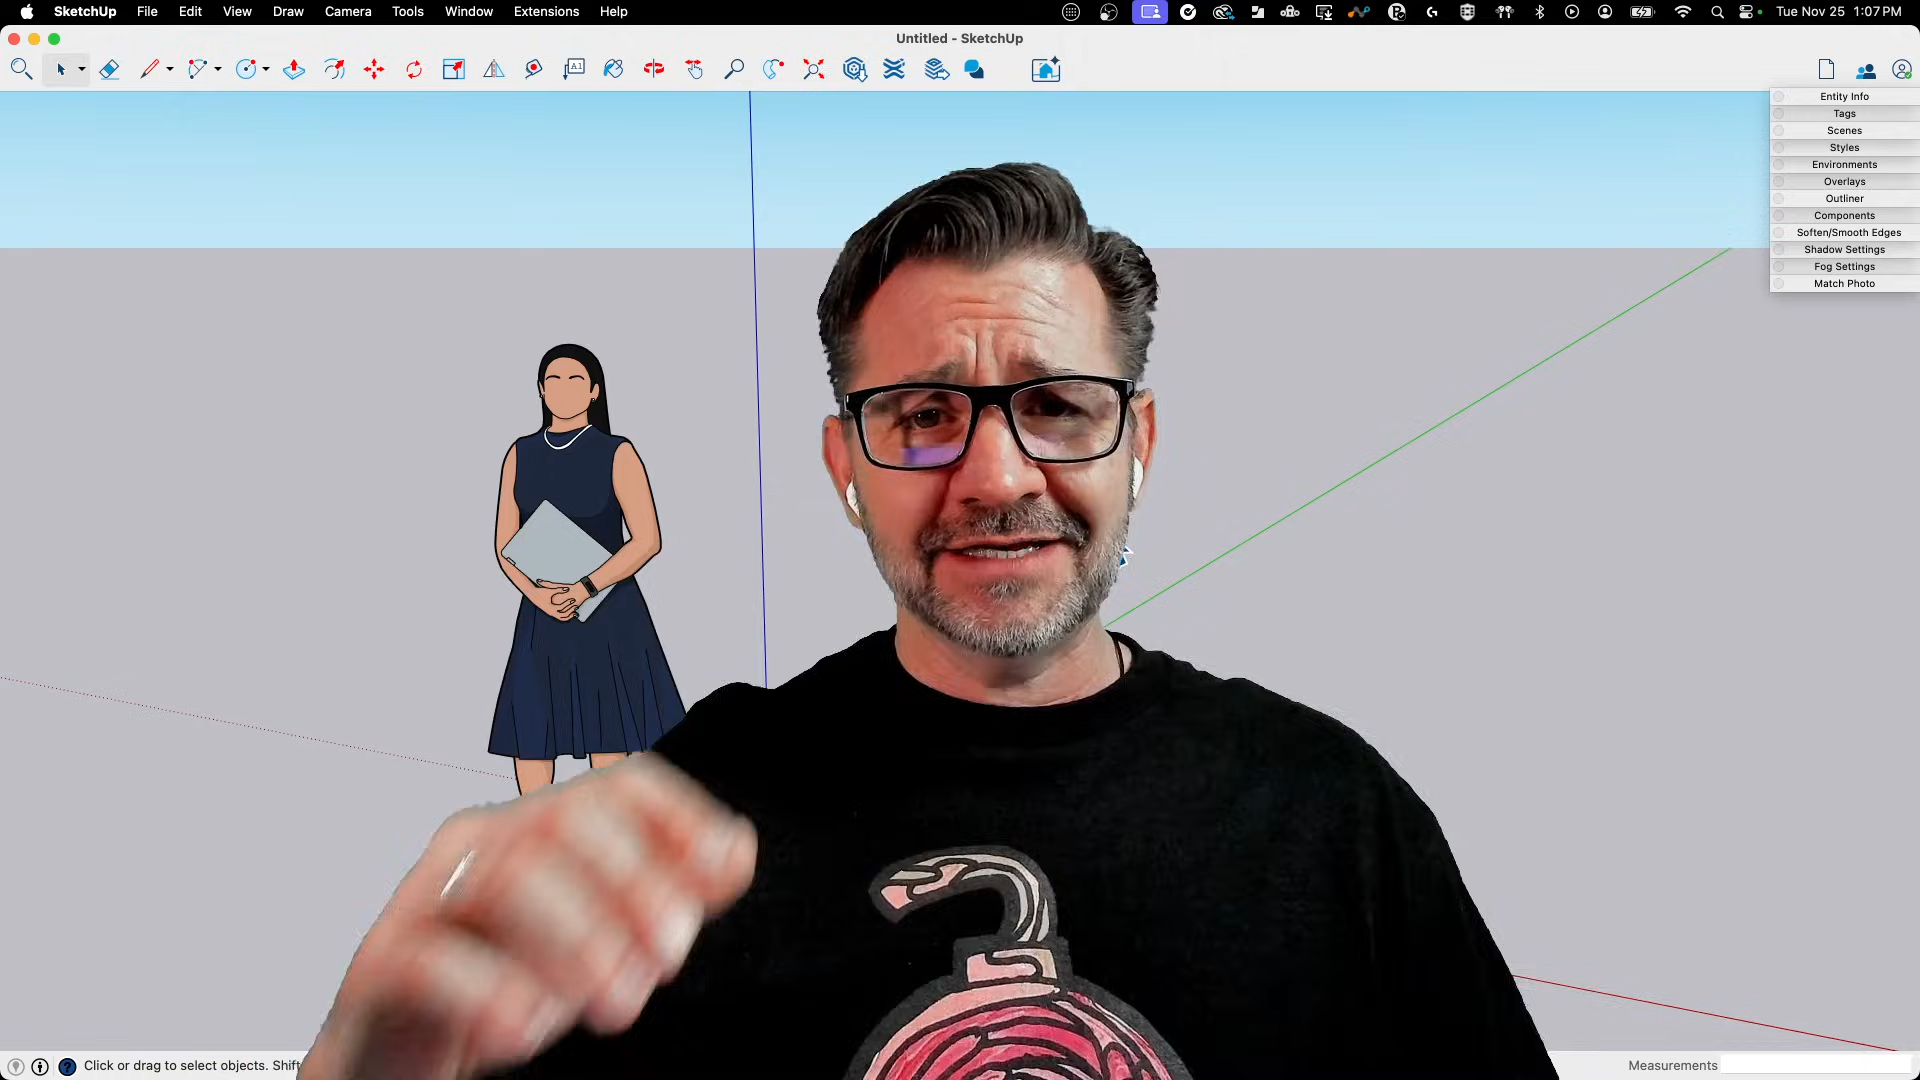 SketchUp File Edit View Draw Camera Tools Window Extensions Help Tue Nov 25 1:07 PM
Untitled - SketchUp
A1
Entity Info
Tags
Scenes
Styles
Environments
Overlays
Outliner
Components
Soften/Smooth Edges
Shadow Settings
Fog Settings
Match Photo
Click or drag to select objects. Shift
Measurements